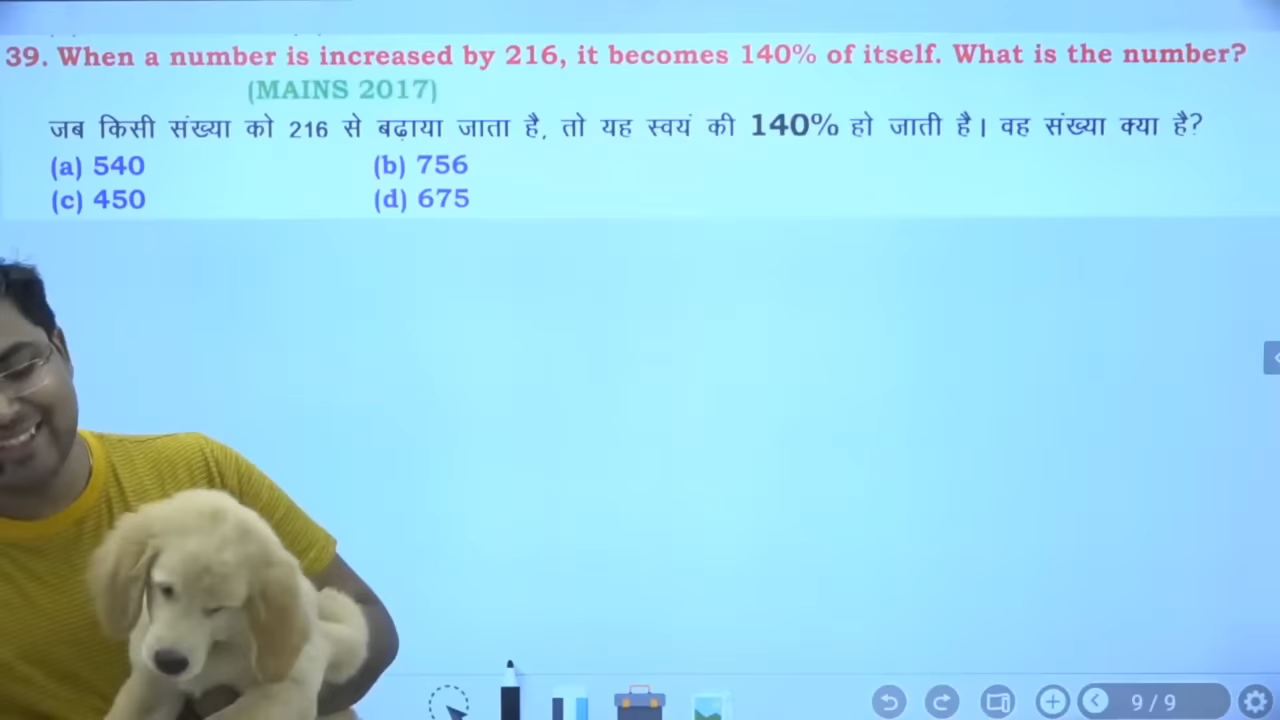 39. When a number is increased by 216, it becomes 140% of itself. What is the number?
(MAINS 2017)
जब किसी संख्या को 216 से बढ़ाया जाता है, तो यह स्वयं की 140% हो जाती है। वह संख्या क्या है?
(a) 540 (b) 756
(c) 450 (d) 675
9/9